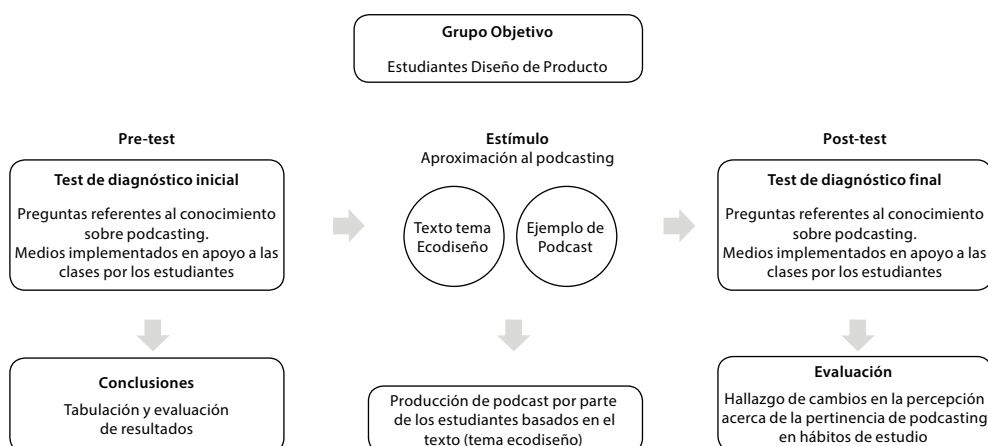 Grupo Objetivo
Estudiantes Diseño de Producto
Pre-test
Test de diagnóstico inicial
Preguntas referentes al conocimiento
sobre podcasting.
Medios implementados en apoyo a las
clases por los estudiantes
Conclusiones
Tabulación y evaluación
de resultados
Estímulo
Aproximación al podcasting
Texto tema
Ecodiseño
Ejemplo de
Podcast
Producción de podcast por parte
de los estudiantes basados en el
texto (tema ecodiseño)
Post-test
Test de diagnóstico final
Preguntas referentes al conocimiento
sobre podcasting.
Medios implementados en apoyo a las
clases por los estudiantes
Evaluación
Hallazgo de cambios en la percepción
acerca de la pertinencia de podcasting
en hábitos de estudio